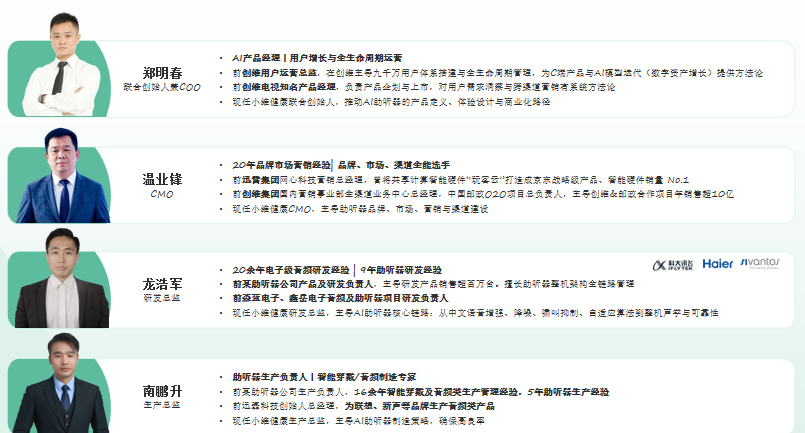 郑明春
联合创始人兼COO
• AI产品经理 | 用户增长与全生命周期运营
• 前创维用户运营总监，在创维主导九千万用户体系搭建与全生命周期管理，为C端产品与AI模型迭代（数字资产增长）提供方法论
• 前创维电视知名产品经理，负责产品企划与上市，对用户需求洞察与跨渠道营销有系统方法论
• 现任小维健康联合创始人，推动AI助听器的产品定义、体验设计与商业化路径
温业锋
CMO
• 20年品牌市场营销经验| 品牌、市场、渠道全能选手
• 前迅雷集团网心科技营销总经理，曾将共享计算智能硬件“玩客云”打造成京东战略级产品、智能硬件销量 No.1
• 前创维集团国内营销事业部全渠道业务中心总经理，中国邮政O2O项目总负责人，主导创维&邮政合作项目年销售超10亿
• 现任小维健康CMO，主导助听器品牌、市场、营销与渠道建设
龙浩军
研发总监
• 20余年电子级音频研发经验 | 9年助听器研发经验
• 前某助听器公司产品及研发负责人，主导研发产品销售超百万台。擅长助听器整机架构全链路管理
• 电子、鑫岳电子音频及助听器项目研发负责人
• 现任小维健康研发总监，主导AI助听器核心链路：从中文语音增强、降噪、啸叫抑制、自适应算法到整机声学与可靠性
科大讯飞
iFLYTEK
Haier
sivantos
南鹏升
生产总监
• 助听器生产负责人 | 智能穿戴/音频制造专家
• 前某助听器公司生产负责人，16余年智能穿戴及音频类生产管理经验，5年助听器生产经验
• 前迅鑫科技创始人总经理，为联想、新声等品牌生产音频类产品
• 现任小维健康生产总监，主导AI助听器制造策略，确保高良率